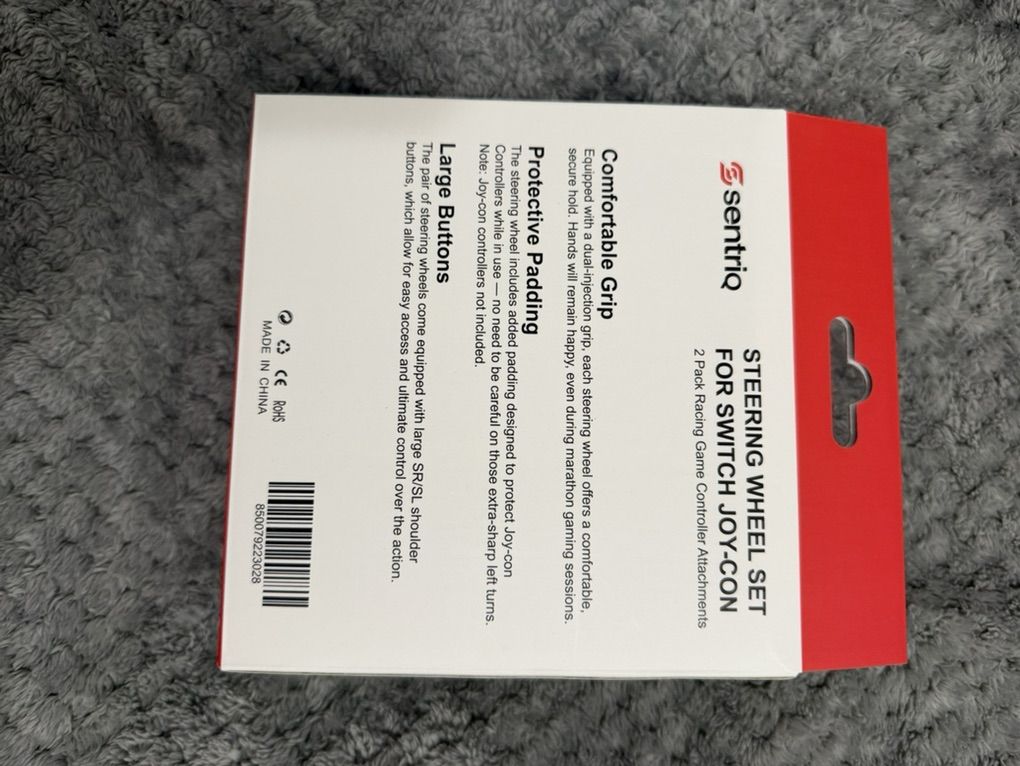 sentriq
STEERING WHEEL SET
FOR SWITCH JOY-CON
2 Pack Racing Game Controller Attachments
Comfortable Grip
Equipped with a dual-injection grip, each steering wheel offers a comfortable,
secure hold. Hands will remain happy, even during marathon gaming sessions.
Protective Padding
The steering wheel includes added padding designed to protect Joy-con
Controllers while in use — no need to be careful on those extra-sharp left turns.
Note: Joy-con controllers not included.
Large Buttons
The pair of steering wheels come equipped with large SR/SL shoulder
buttons, which allow for easy access and ultimate control over the action.
CE RoHS
MADE IN CHINA
850079223028